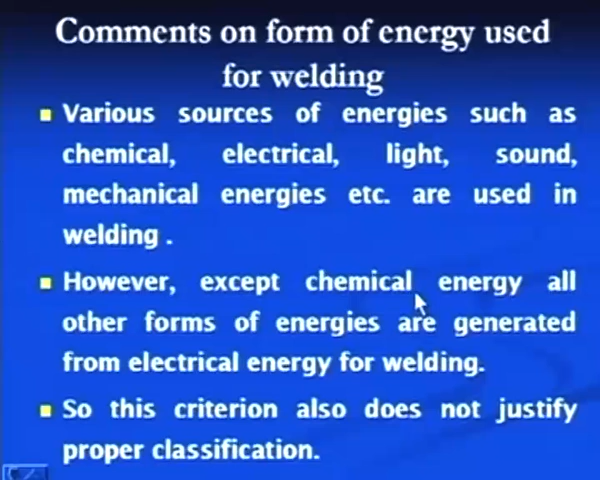 Comments on form of energy used
for welding
Various sources of energies such as
chemical, electrical, light, sound,
mechanical energies etc. are used in
welding .
However, except chemical energy all
other forms of energies are generated
from electrical energy for welding.
So this criterion also does not justify
proper classification.